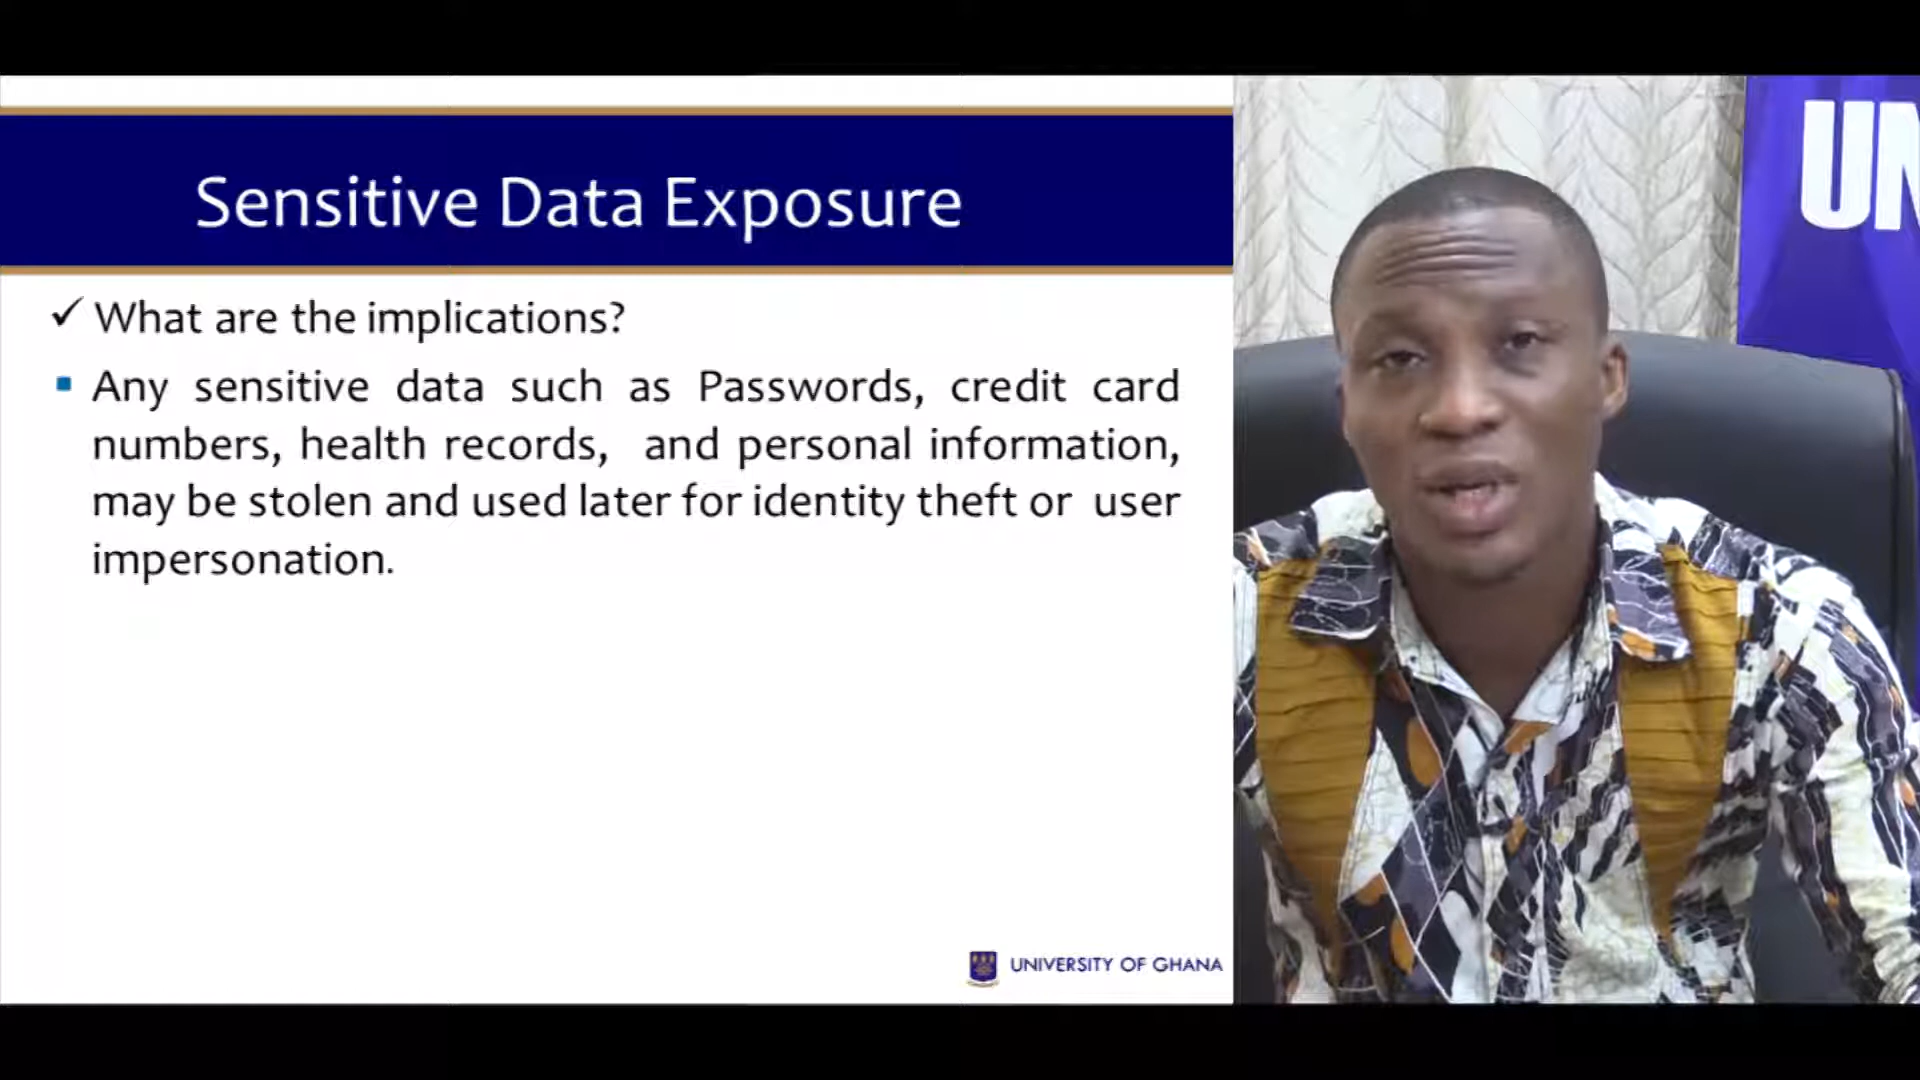 Sensitive Data Exposure
✓ What are the implications?
▪ Any sensitive data such as Passwords, credit card
numbers, health records, and personal information,
may be stolen and used later for identity theft or user
impersonation.
UNIVERSITY OF GHANA
UN